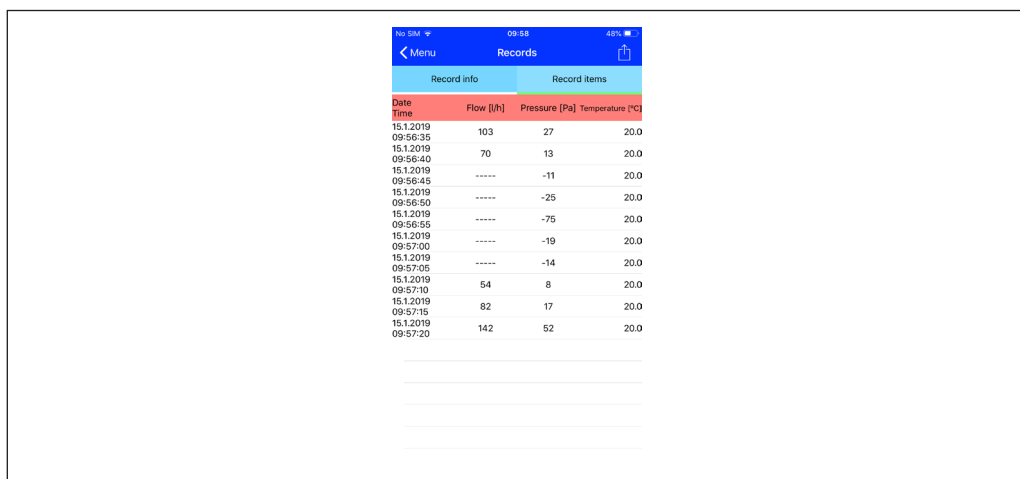 No SIM 09:58 48%
Menu Records
Record info Record items
Date
Time Flow [l/h] Pressure [Pa] Temperature [°C]
15.1.2019
09:56:35 103 27 20.0
15.1.2019
09:56:40 70 13 20.0
15.1.2019
09:56:45 ----- -11 20.0
15.1.2019
09:56:50 ----- -25 20.0
15.1.2019
09:56:55 ----- -75 20.0
15.1.2019
09:57:00 ----- -19 20.0
15.1.2019
09:57:05 ----- -14 20.0
15.1.2019
09:57:10 54 8 20.0
15.1.2019
09:57:15 82 17 20.0
15.1.2019
09:57:20 142 52 20.0